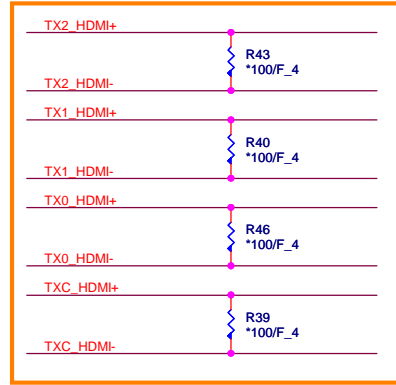 TX2_HDMI+
R43
*100/F_4
TX2_HDMI-
TX1_HDMI+
R40
*100/F_4
TX1_HDMI-
TX0_HDMI+
R46
*100/F_4
TX0_HDMI-
TXC_HDMI+
R39
*100/F_4
TXC_HDMI-